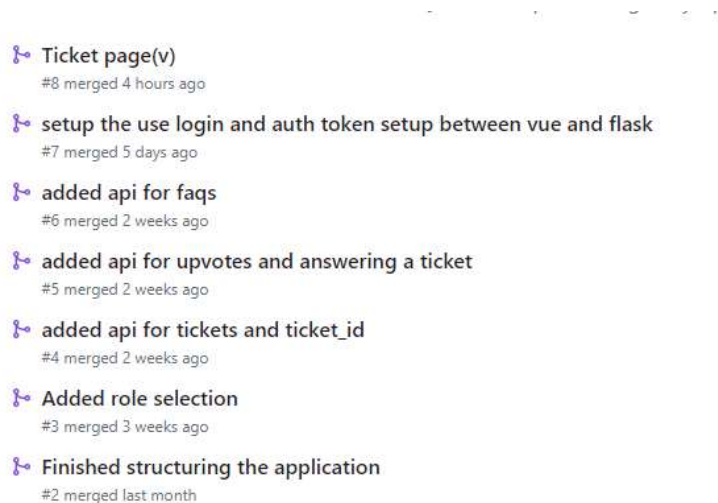 Ticket page(v)
#8 merged 4 hours ago
setup the use login and auth token setup between vue and flask
#7 merged 5 days ago
added api for faqs
#6 merged 2 weeks ago
added api for upvotes and answering a ticket
#5 merged 2 weeks ago
added api for tickets and ticket_id
#4 merged 2 weeks ago
Added role selection
#3 merged 3 weeks ago
Finished structuring the application
#2 merged last month